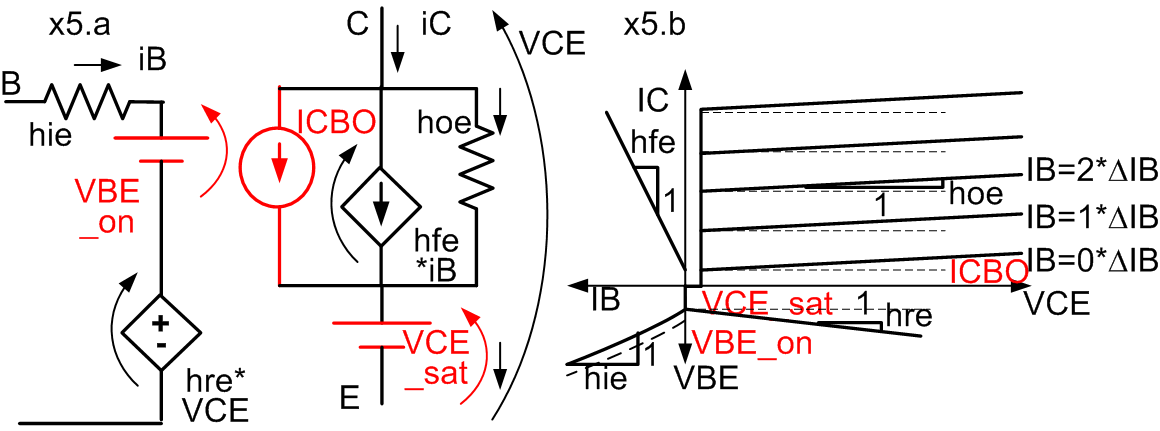 x5.a
C
iC
VCE
x5.b
iB
B
hie
ICBO
hoe
VBE
_on
hfe
*iB
+
-
hre*
VCE
VCE
_sat
E
IC
hfe
1
IB=2*ΔIB
hoe
1
IB=1*ΔIB
IB=0*ΔIB
ICBO
IB
VCE_sat
1
VCE
hre
VBE_on
1
hie
VBE